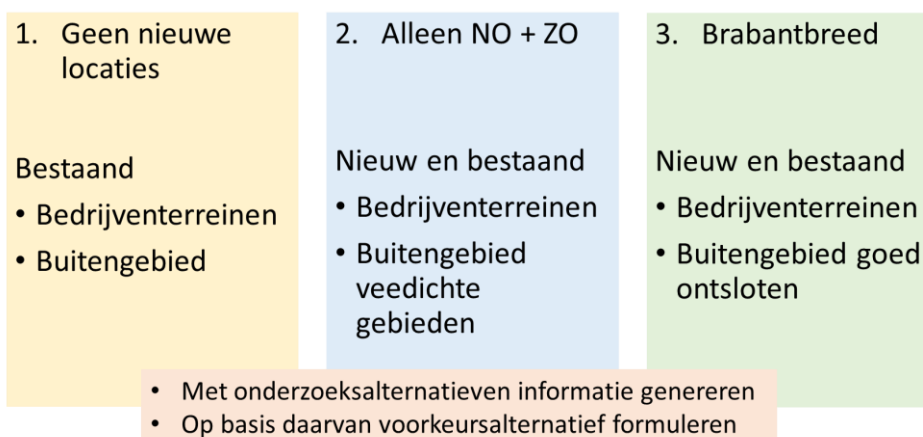 1. Geen nieuwe
locaties
Bestaand
• Bedrijventerreinen
• Buitengebied
2. Alleen NO + ZO
Nieuw en bestaand
• Bedrijventerreinen
• Buitengebied
veedichte
gebieden
3. Brabantbreed
Nieuw en bestaand
• Bedrijventerreinen
• Buitengebied goed
ontsloten
• Met onderzoeksalternatieven informatie genereren
• Op basis daarvan voorkeursalternatief formuleren